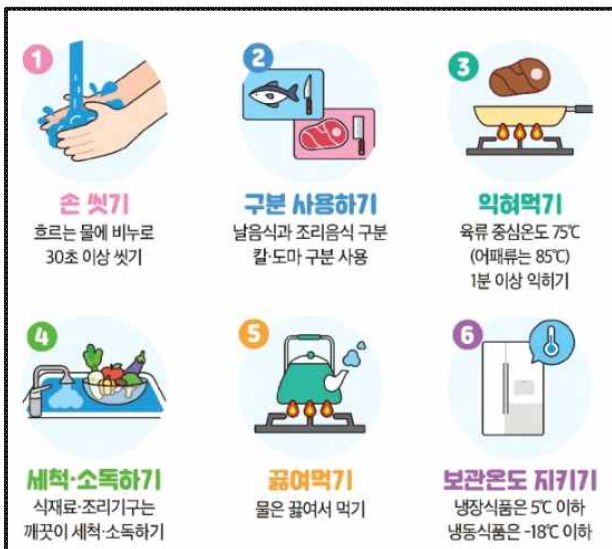 1
손 씻기
흐르는 물에 비누로
30초 이상 씻기
2
구분 사용하기
날음식과 조리음식 구분
칼·도마 구분 사용
3
익혀먹기
육류 중심온도 75℃
(어패류는 85℃)
1분 이상 익히기
4
세척·소독하기
식재료·조리기구는
깨끗이 세척·소독하기
5
끓여먹기
물은 끓여서 먹기
6
보관온도 지키기
냉장식품은 5℃ 이하
냉동식품은 -18℃ 이하